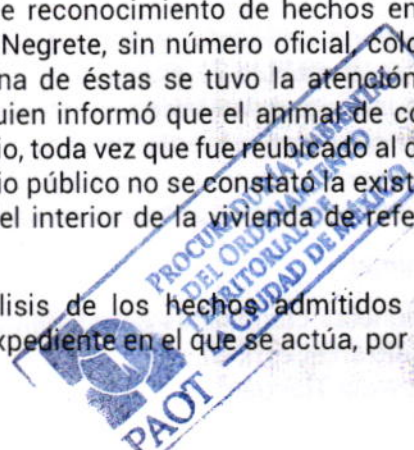 e reconocimiento de hechos en
Negrete, sin número oficial, colo
na de éstas se tuvo la atención
uien informó que el animal de co
io, toda vez que fue reubicado al d
io público no se constató la exist
el interior de la vivienda de refe
lisis de los hechos admitidos
xpediente en el que se actúa, por
PROCURADURÍA AMBIENTAL
DEL ORDENAMIENTO
TERRITORIAL DE
CIUDAD DE MÉXICO
PAOT